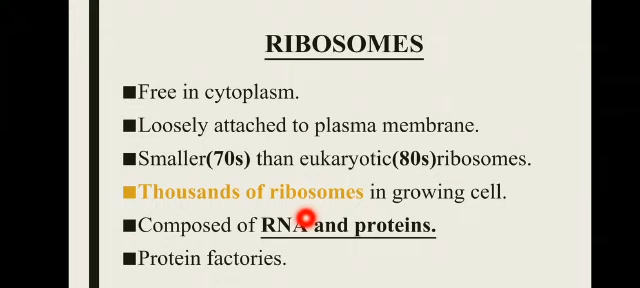 RIBOSOMES
■Free in cytoplasm.
■Loosely attached to plasma membrane.
■Smaller(70s) than eukaryotic(80s)ribosomes.
■Thousands of ribosomes in growing cell.
■Composed of RNA and proteins.
■Protein factories.